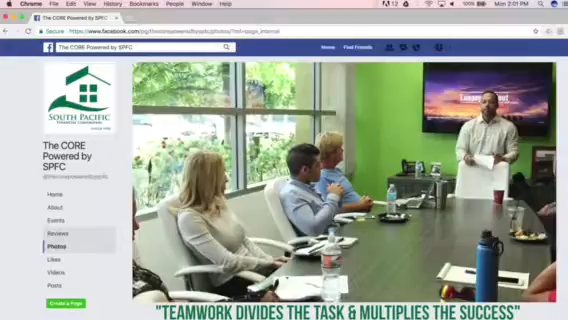 Chrome File Edit View History Bookmarks People Window Help
Mon 2:01 PM
The CORE Powered by SPFC
Secure
The CORE Powered by SPFC
Home Find Friends
SOUTH PACIFIC
The CORE
Powered by
SPFC
Home
About
Events
Reviews
Photos
Likes
Videos
Posts
Create a Page
"TEAMWORK DIVIDES THE TASK & MULTIPLIES THE SUCCESS"